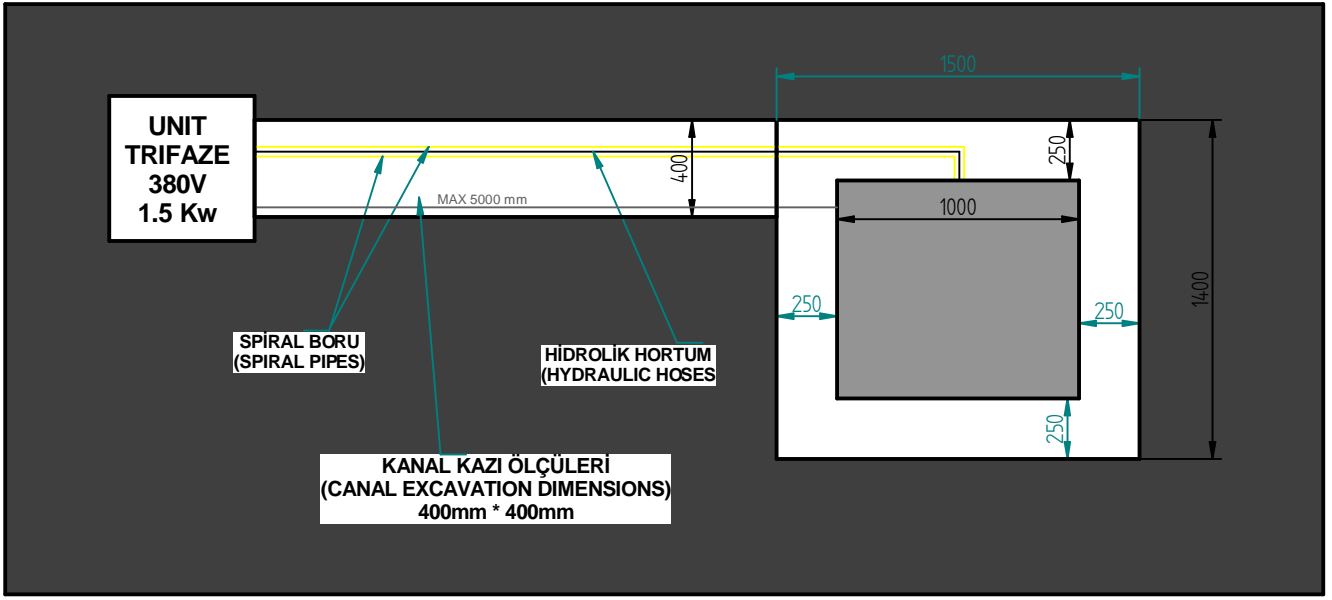 1500
UNIT
TRIFAZE
380V
1.5 Kw
400
250
MAX 5000 mm
1000
1400
250
250
SPİRAL BORU
(SPIRAL PIPES)
HİDROLİK HORTUM
(HYDRAULIC HOSES
250
KANAL KAZI ÖLÇÜLERİ
(CANAL EXCAVATION DIMENSIONS)
400mm * 400mm